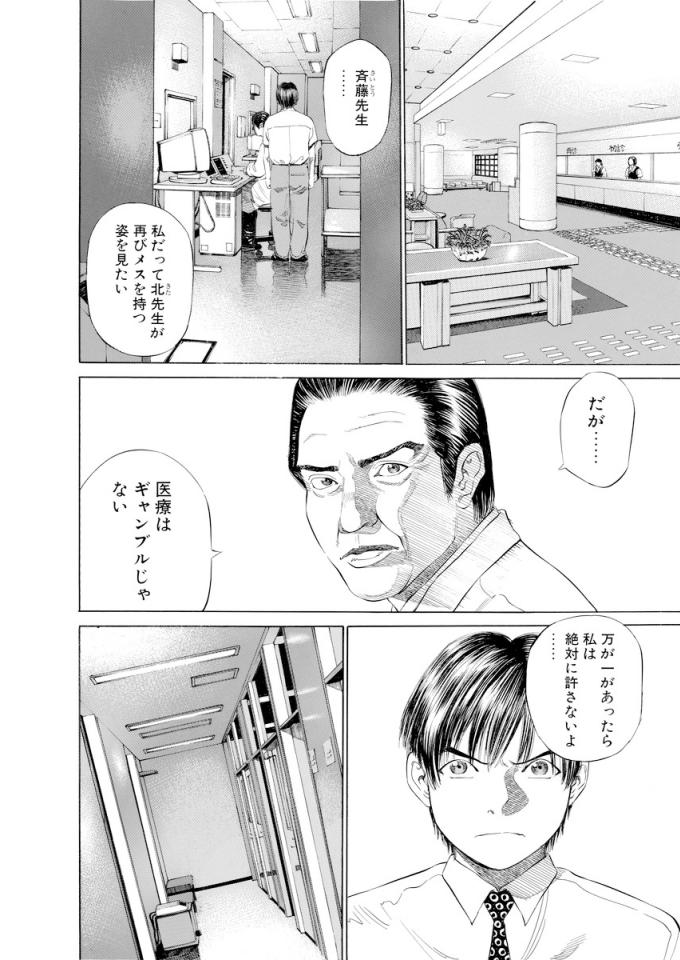 斉藤先生
……
私だって北先生が
再びメスを持つ
姿を見たい
だが……
医療は
ギャンブルじゃ
ない
万が一があったら
私は
絶対に許さないよ
……